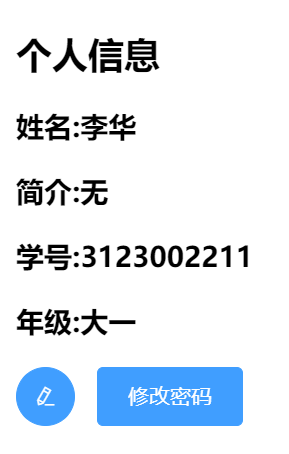 个人信息
姓名:李华
简介:无
学号:3123002211
年级:大一
修改密码